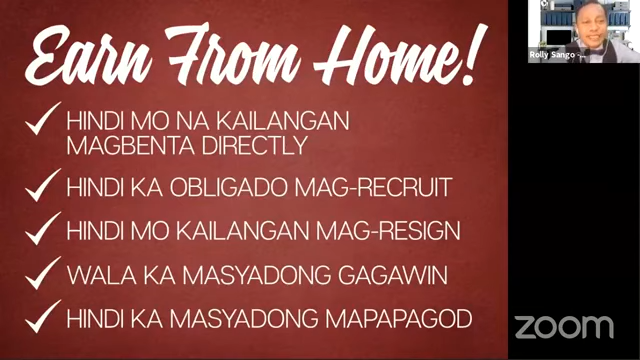 Earn From Home!
HINDI MO NA KAILANGAN
MAGBENTA DIRECTLY
HINDI KA OBLIGADO MAG-RECRUIT
HINDI MO KAILANGAN MAG-RESIGN
WALA KA MASYADONG GAGAWIN
HINDI KA MASYADONG MAPAPAGOD
Rolly Sango -...
zoom